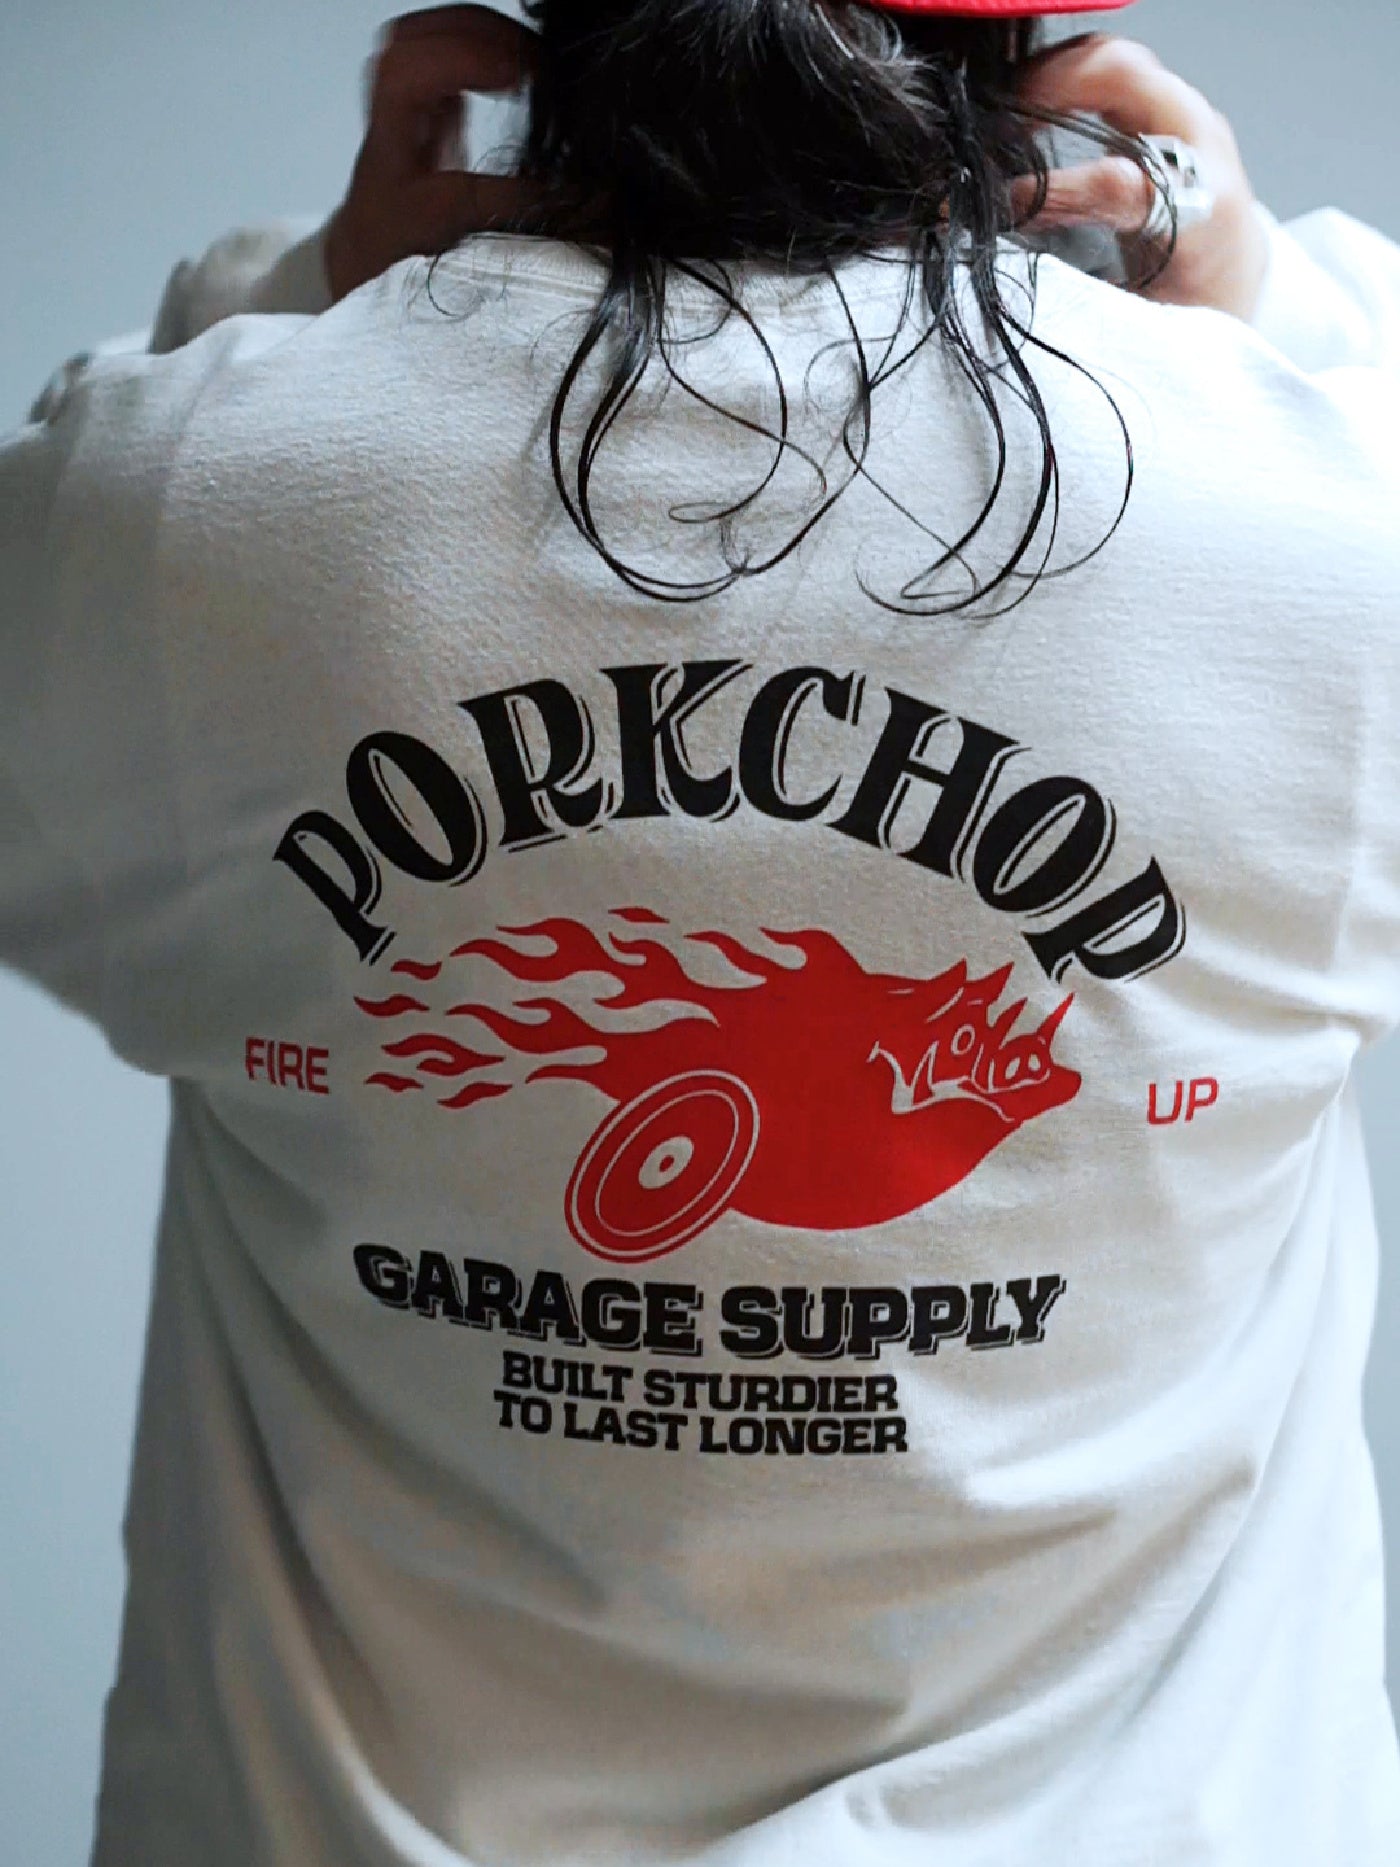 PORKCHOP
FIRE UP
GARAGE SUPPLY
BUILT STURDIER
TO LAST LONGER